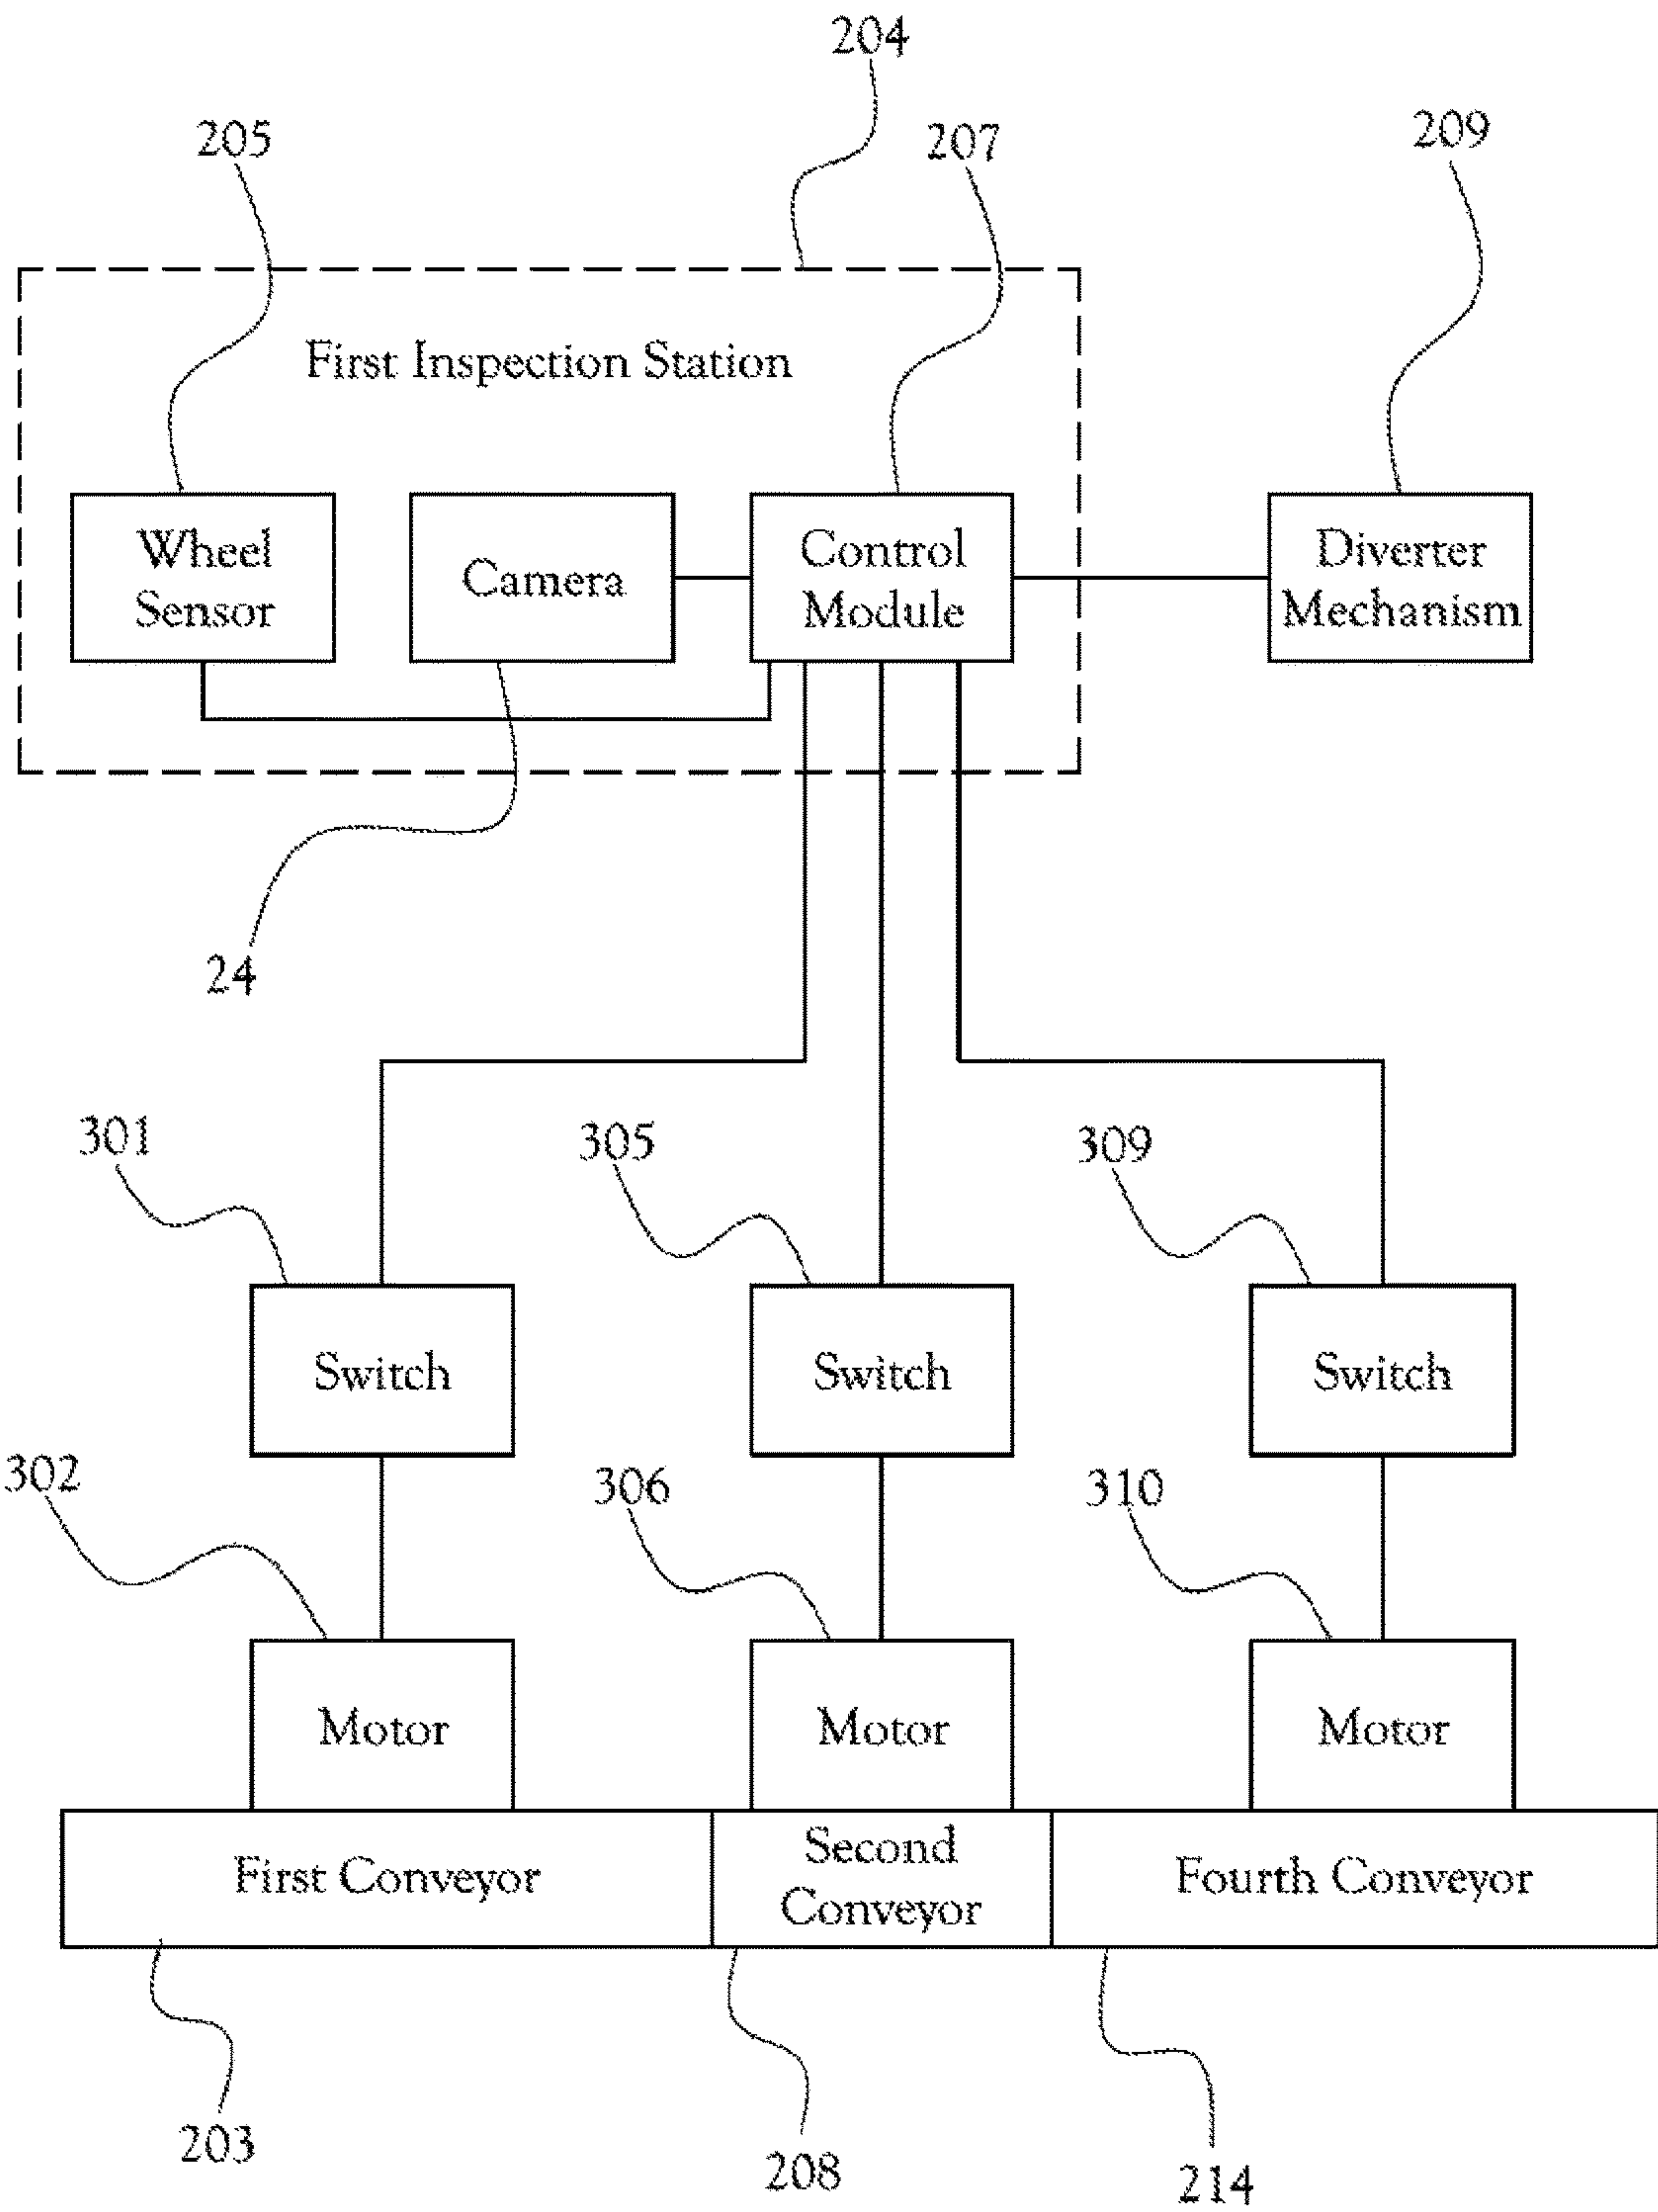 204
205
207
209
First Inspection Station
Wheel
Sensor
Camera
Control
Module
Diverter
Mechanism
24
301
305
309
Switch
Switch
Switch
302
306
310
Motor
Motor
Motor
First Conveyor
Second
Conveyor
Fourth Conveyor
203
208
214